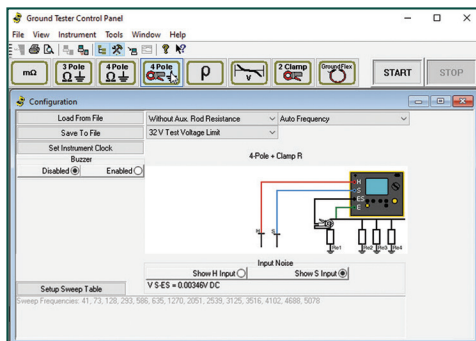 Ground Tester Control Panel
File View Instrument Tools Window Help
mΩ
3 Pole
Ω
4 Pole
Ω
4 Pole
ρ
V
2 Clamp
GroundFlex
START
STOP
Configuration
Load From File
Without Aux. Rod Resistance
Auto Frequency
Save To File
32 V Test Voltage Limit
Set Instrument Clock
Buzzer
Disabled
Enabled
4-Pole + Clamp R
H
S
ES
E
H
S
Re1 Re2 Re3 Re4
Input Noise
Show H Input
Show S Input
Setup Sweep Table
V S-ES = 0.00346V DC
Sweep Frequencies: 41, 73, 128, 293, 586, 635, 1270, 2051, 2539, 3125, 3516, 4102, 4688, 5078